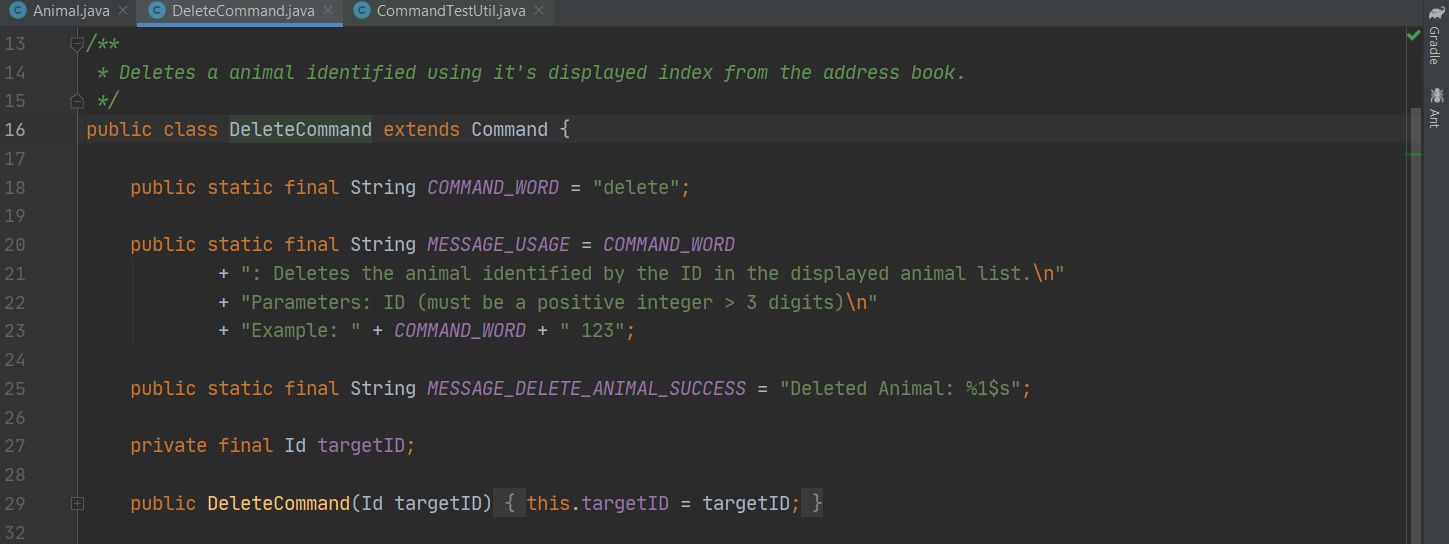 Animal.java DeleteCommand.java CommandTestUtil.java
Gradle
Ant
13 /**
14 * Deletes a animal identified using it's displayed index from the address book.
15 */
16 public class DeleteCommand extends Command {
17
18 public static final String COMMAND_WORD = "delete";
19
20 public static final String MESSAGE_USAGE = COMMAND_WORD
21 + ": Deletes the animal identified by the ID in the displayed animal list.\n"
22 + "Parameters: ID (must be a positive integer > 3 digits)\n"
23 + "Example: " + COMMAND_WORD + " 123";
24
25 public static final String MESSAGE_DELETE_ANIMAL_SUCCESS = "Deleted Animal: %1$s";
26
27 private final Id targetID;
28
29 public DeleteCommand(Id targetID) { this.targetID = targetID; }
32